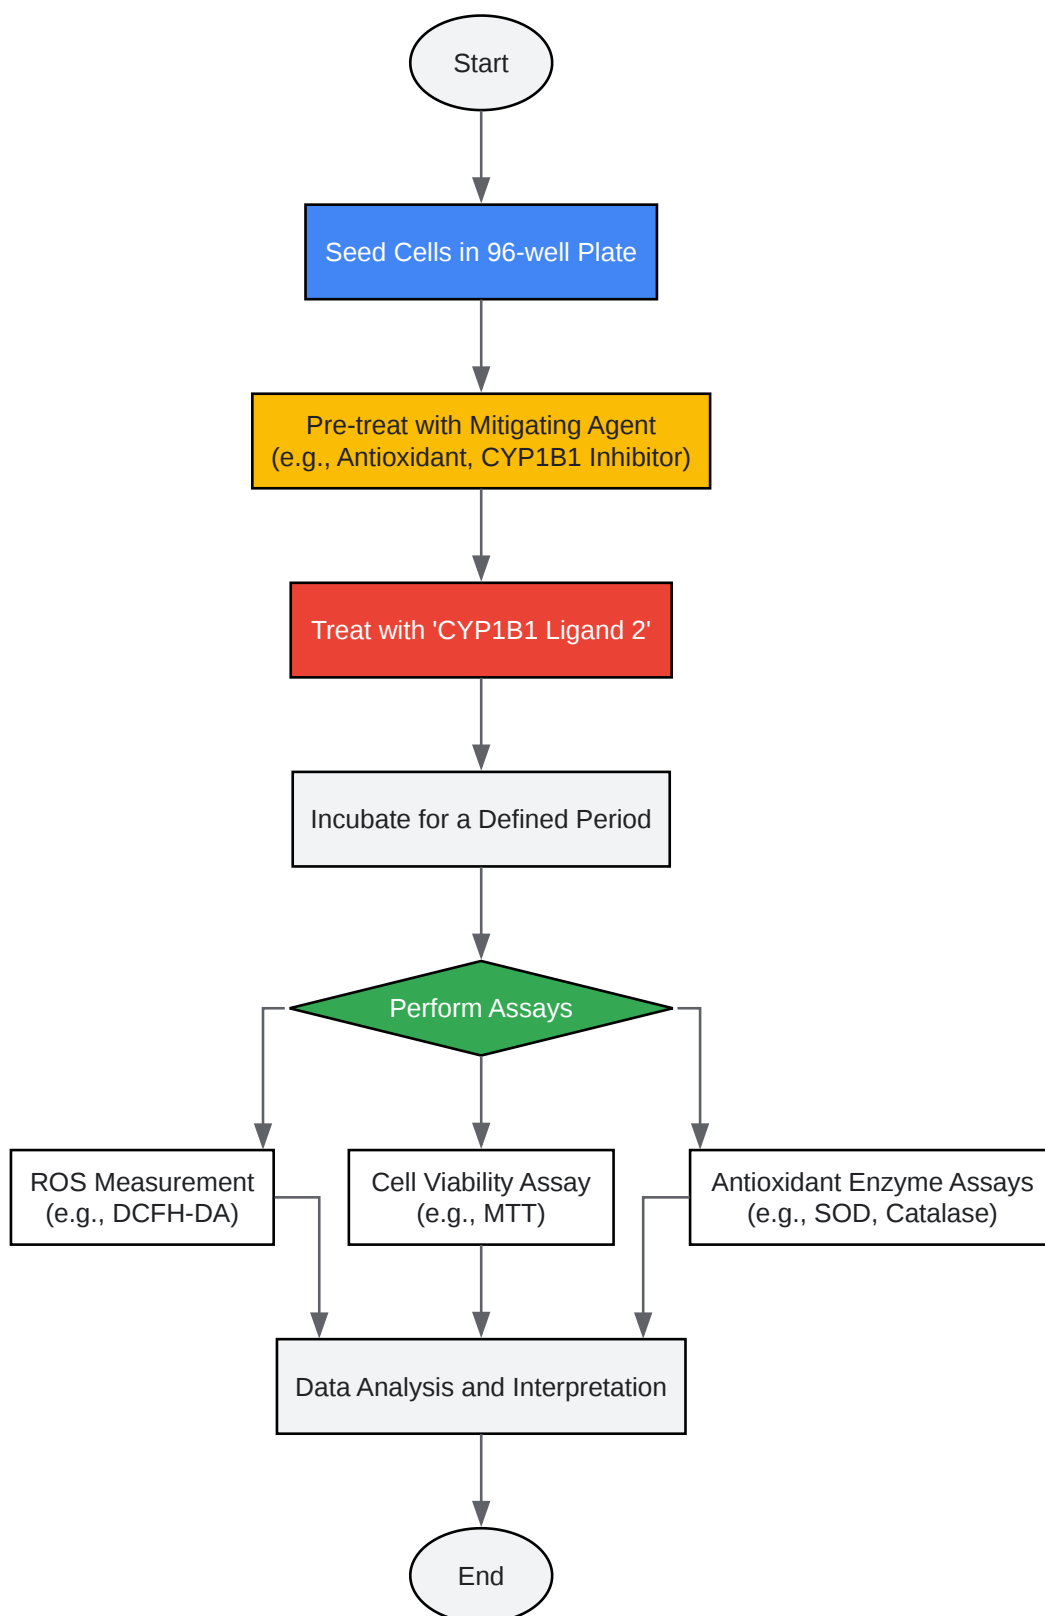 Start
Seed Cells in 96-well Plate
Pre-treat with Mitigating Agent
(e.g., Antioxidant, CYP1B1 Inhibitor)
Treat with 'CYP1B1 Ligand 2'
Incubate for a Defined Period
Perform Assays
ROS Measurement
(e.g., DCFH-DA)
Cell Viability Assay
(e.g., MTT)
Antioxidant Enzyme Assays
(e.g., SOD, Catalase)
Data Analysis and Interpretation
End